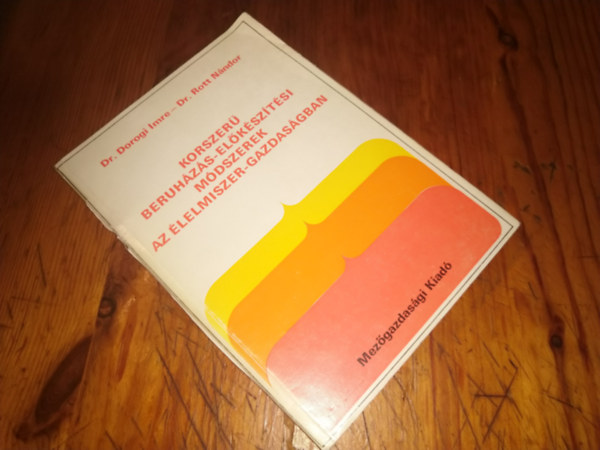 Dr. Dorogi Imre – Dr. Rott Nándor
KORSZERŰ
BERUHÁZÁS-ELŐKÉSZÍTÉSI
MÓDSZEREK
AZ ÉLELMISZER-GAZDASÁGBAN
Mezőgazdasági Kiadó